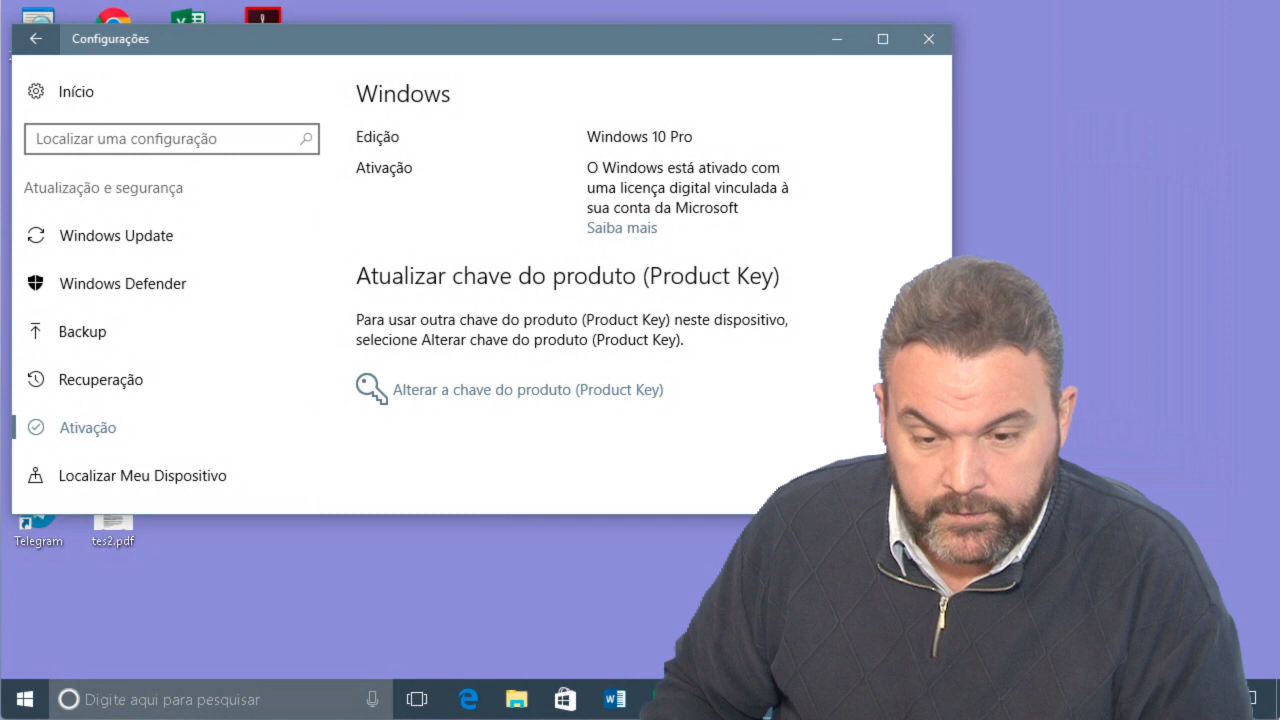 Configurações
Início
Localizar uma configuração
Atualização e segurança
Windows Update
Windows Defender
Backup
Recuperação
Ativação
Localizar Meu Dispositivo
Windows
Edição
Windows 10 Pro
Ativação
O Windows está ativado com
uma licença digital vinculada à
sua conta da Microsoft
Saiba mais
Atualizar chave do produto (Product Key)
Para usar outra chave do produto (Product Key) neste dispositivo,
selecione Alterar chave do produto (Product Key).
Alterar a chave do produto (Product Key)
Telegram
tes2.pdf
Digite aqui para pesquisar